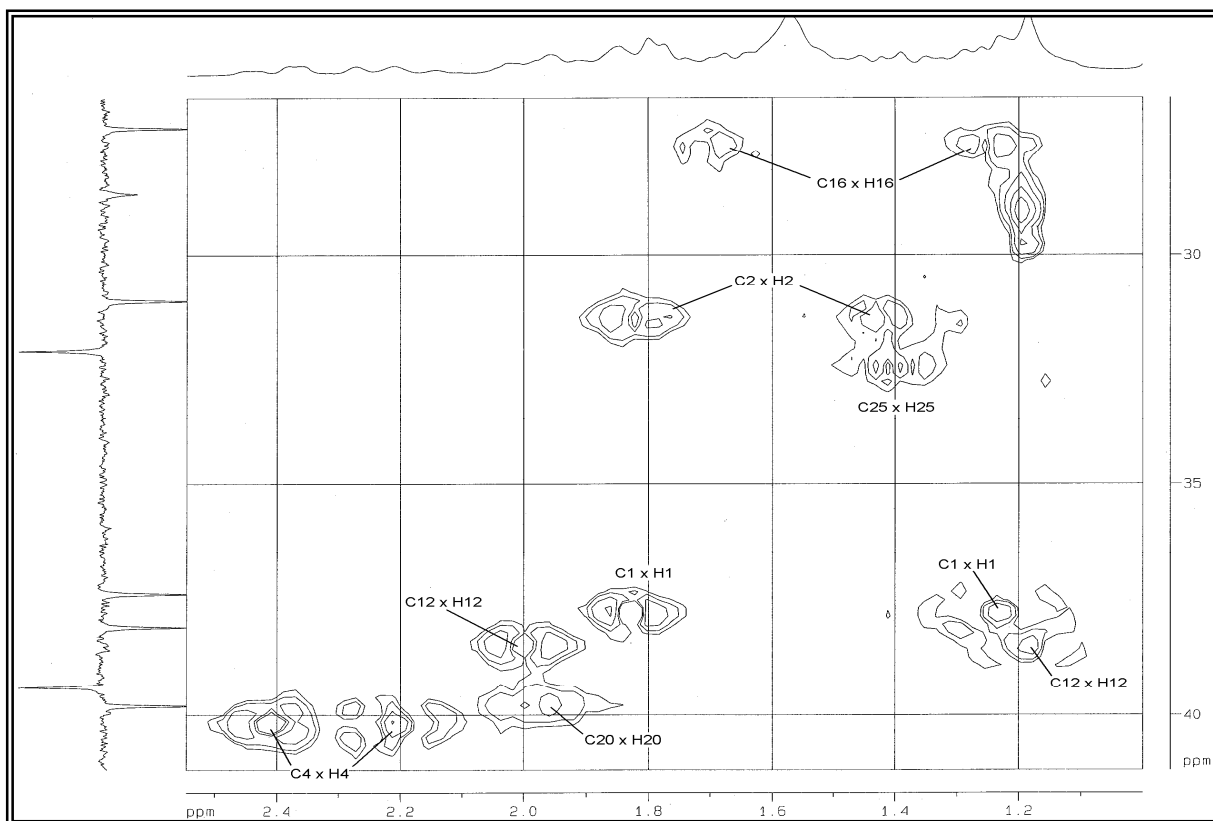 C16 x H16
30
C2 x H2
C25 x H25
35
C1 x H1
C1 x H1
C12 x H12
C12 x H12
40
C20 x H20
ppm
C4 x H4
ppm 2.4 2.2 2.0 1.8 1.6 1.4 1.2